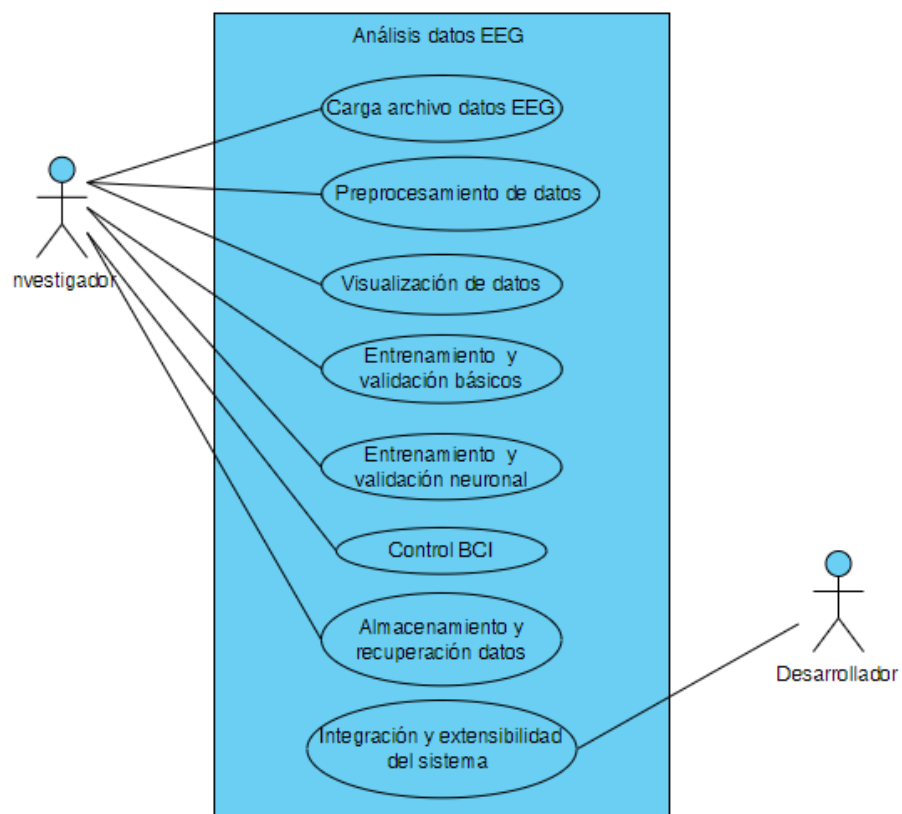 Análisis datos EEG
Carga archivo datos EEG
Preprocesamiento de datos
nvestigador
Visualización de datos
Entrenamiento y
validación básicos
Entrenamiento y
validación neuronal
Control BCI
Almacenamiento y
recuperación datos
Desarrollador
Integración y extensibilidad
del sistema